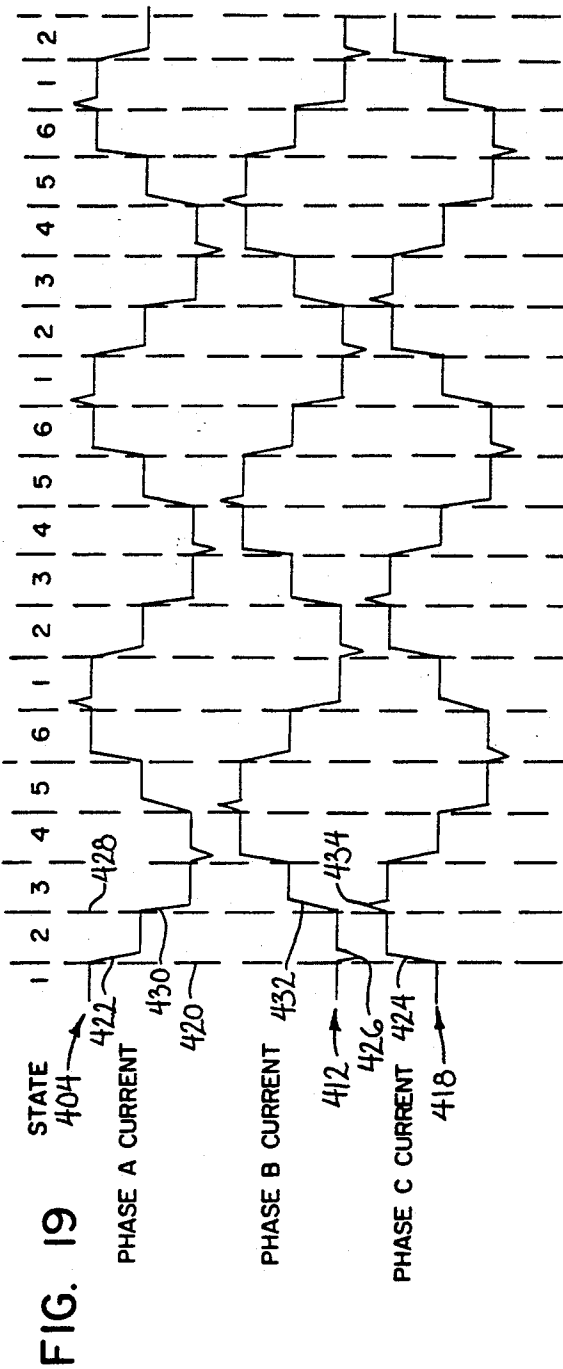 FIG. 19
STATE
1 2 3 4 5 6 1 2 3 4 5 6 1 2 3 4 5 6 1 2
404
428
422
PHASE A CURRENT
430
420
PHASE B CURRENT
432
434
412
426
PHASE C CURRENT
424
418